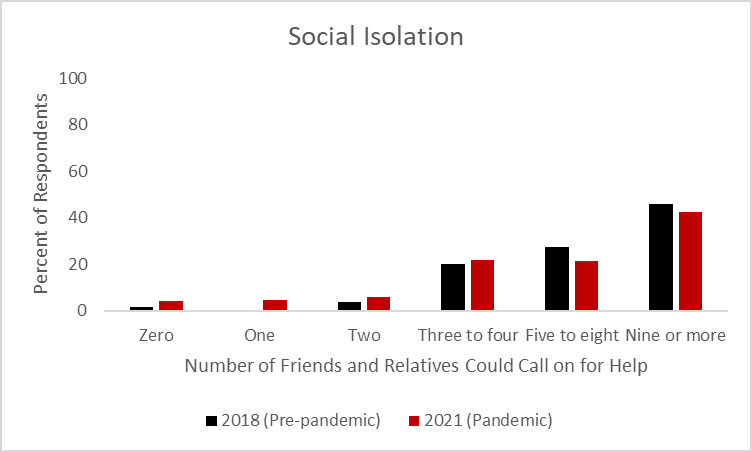 Social Isolation
100
80
60
40
20
0
Percent of Respondents
Zero One Two Three to four Five to eight Nine or more
Number of Friends and Relatives Could Call on for Help
2018 (Pre-pandemic) 2021 (Pandemic)